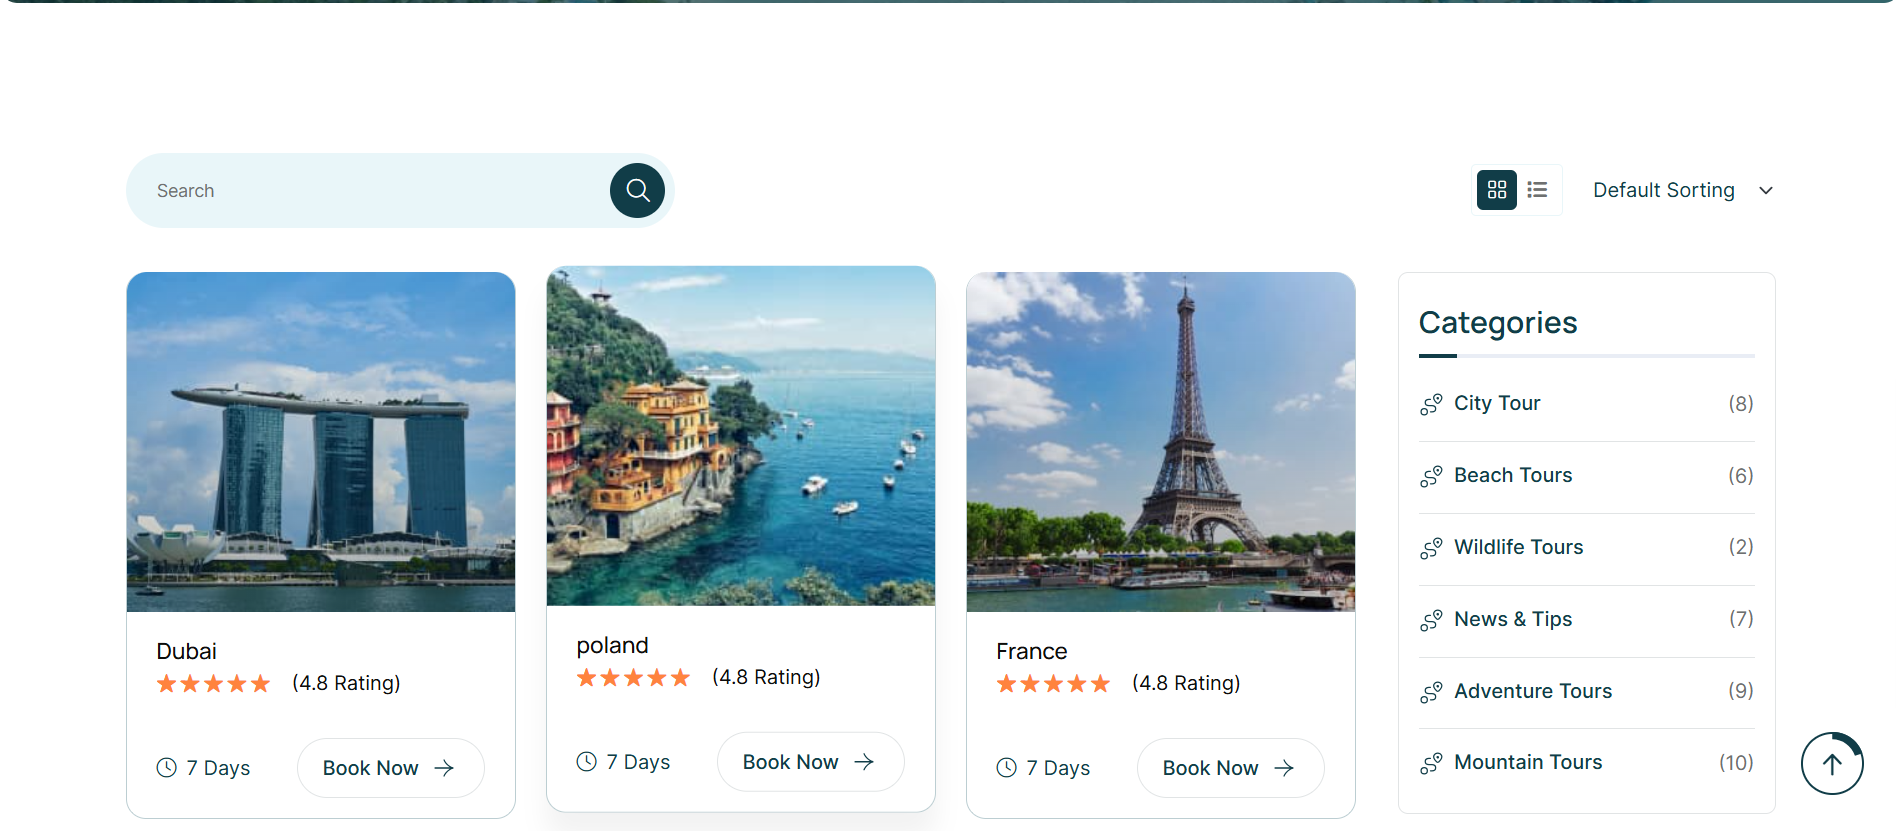 Search
Default Sorting
Dubai
(4.8 Rating)
7 Days
Book Now
poland
(4.8 Rating)
7 Days
Book Now
France
(4.8 Rating)
7 Days
Book Now
Categories
City Tour (8)
Beach Tours (6)
Wildlife Tours (2)
News & Tips (7)
Adventure Tours (9)
Mountain Tours (10)